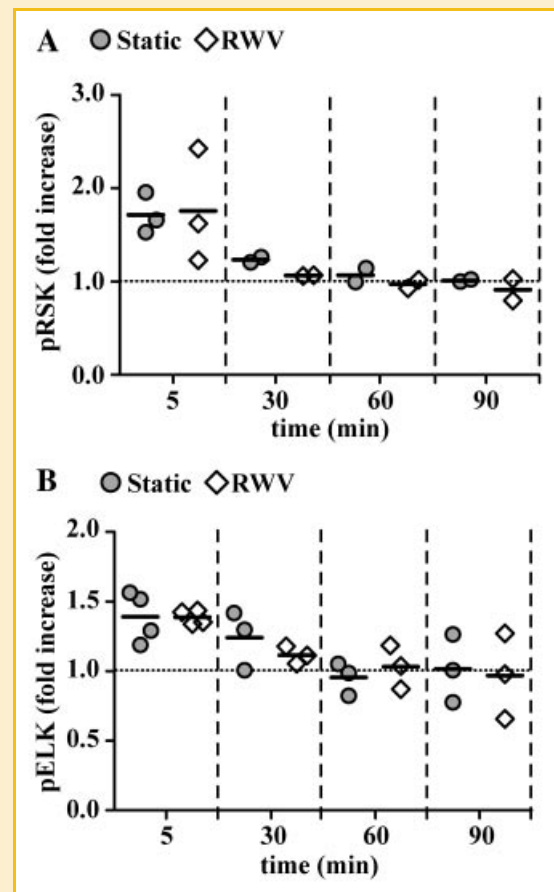 A Static RWV
pRSK (fold increase)
3.0
2.0
1.0
0.0
5 30 60 90
time (min)
B Static RWV
pELK (fold increase)
2.0
1.5
1.0
0.5
0.0
5 30 60 90
time (min)